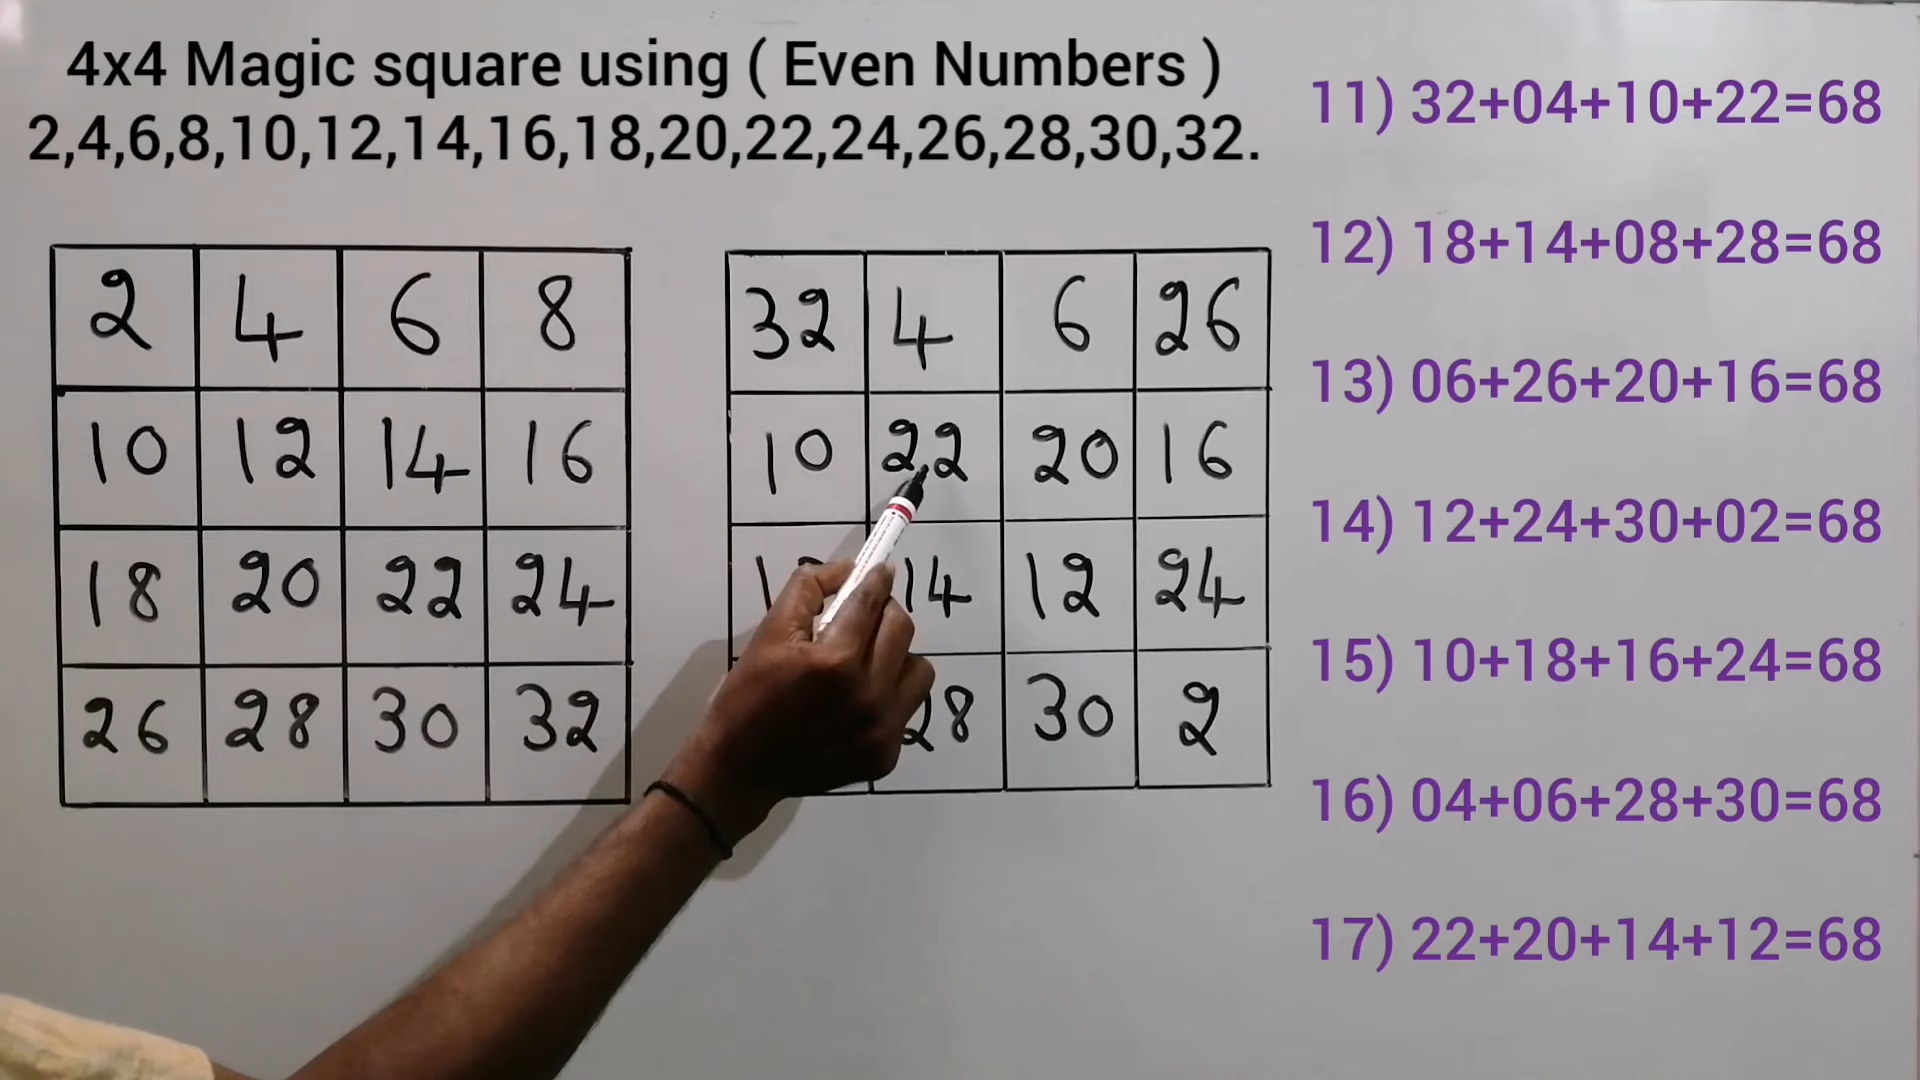 4x4 Magic square using ( Even Numbers )
2,4,6,8,10,12,14,16,18,20,22,24,26,28,30,32.
2 4 6 8
10 12 14 16
18 20 22 24
26 28 30 32
32 4 6 26
10 22 20 16
14 12 24
28 30 2
11) 32+04+10+22=68
12) 18+14+08+28=68
13) 06+26+20+16=68
14) 12+24+30+02=68
15) 10+18+16+24=68
16) 04+06+28+30=68
17) 22+20+14+12=68